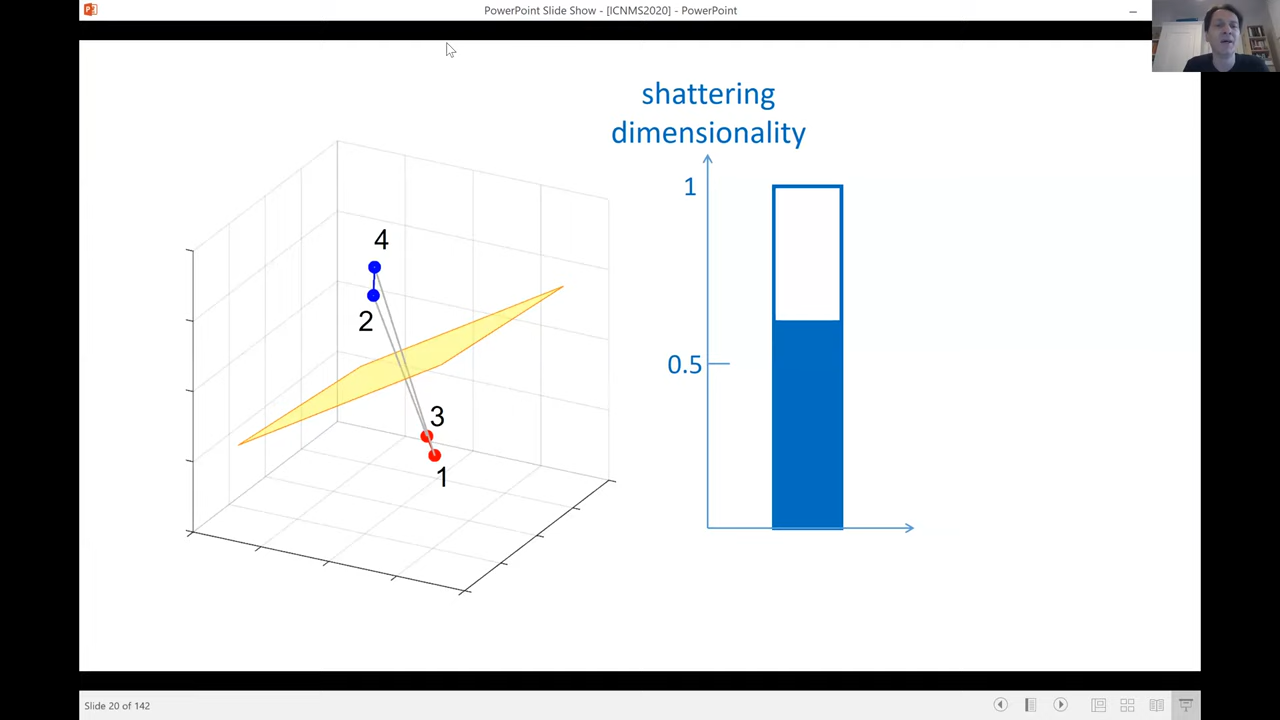 PowerPoint Slide Show - [ICNMS2020] - PowerPoint
shattering
dimensionality
1
0.5
4
2
3
1
Slide 20 of 142